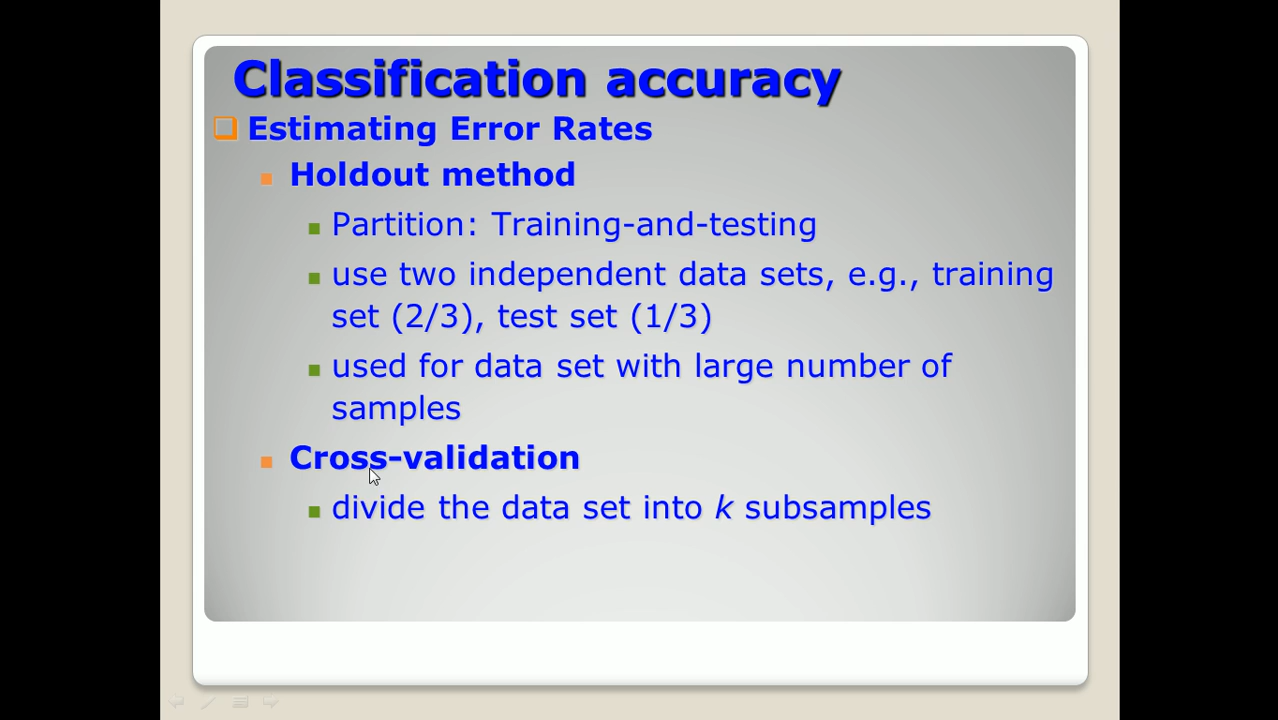 Classification accuracy
Estimating Error Rates
Holdout method
Partition: Training-and-testing
use two independent data sets, e.g., training
set (2/3), test set (1/3)
used for data set with large number of
samples
Cross-validation
divide the data set into k subsamples